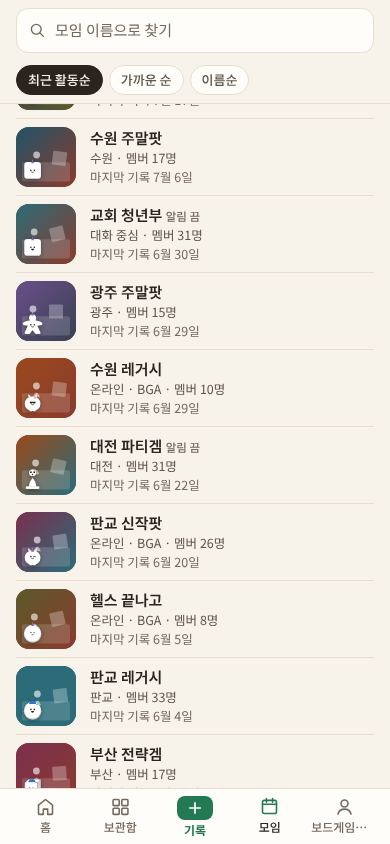 모임 이름으로 찾기
최근 활동순
가까운 순
이름순
수원 주말팟
수원 · 멤버 17명
마지막 기록 7월 6일
교회 청년부 알림 끔
대화 중심 · 멤버 31명
마지막 기록 6월 30일
광주 주말팟
광주 · 멤버 15명
마지막 기록 6월 29일
수원 레거시
온라인 · BGA · 멤버 10명
마지막 기록 6월 29일
대전 파티겜 알림 끔
대전 · 멤버 31명
마지막 기록 6월 22일
판교 신작팟
온라인 · BGA · 멤버 26명
마지막 기록 6월 20일
헬스 끝나고
온라인 · BGA · 멤버 8명
마지막 기록 6월 5일
판교 레거시
판교 · 멤버 33명
마지막 기록 6월 4일
부산 전략겜
부산 · 멤버 17명
홈
보관함
기록
모임
보드게임…